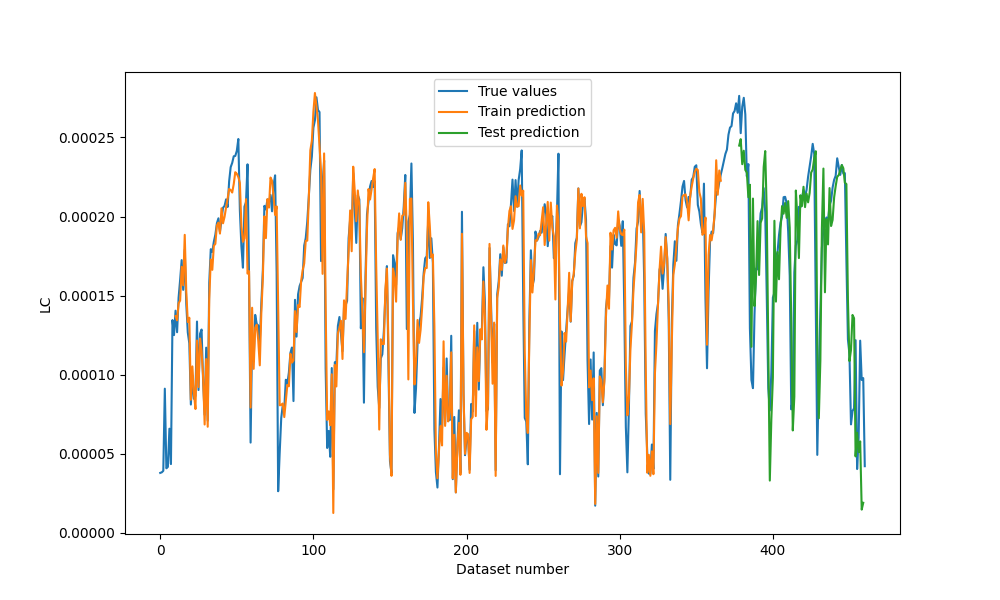 True values
Train prediction
Test prediction
0.00025
0.00020
0.00015
0.00010
0.00005
0.00000
LC
0 100 200 300 400
Dataset number